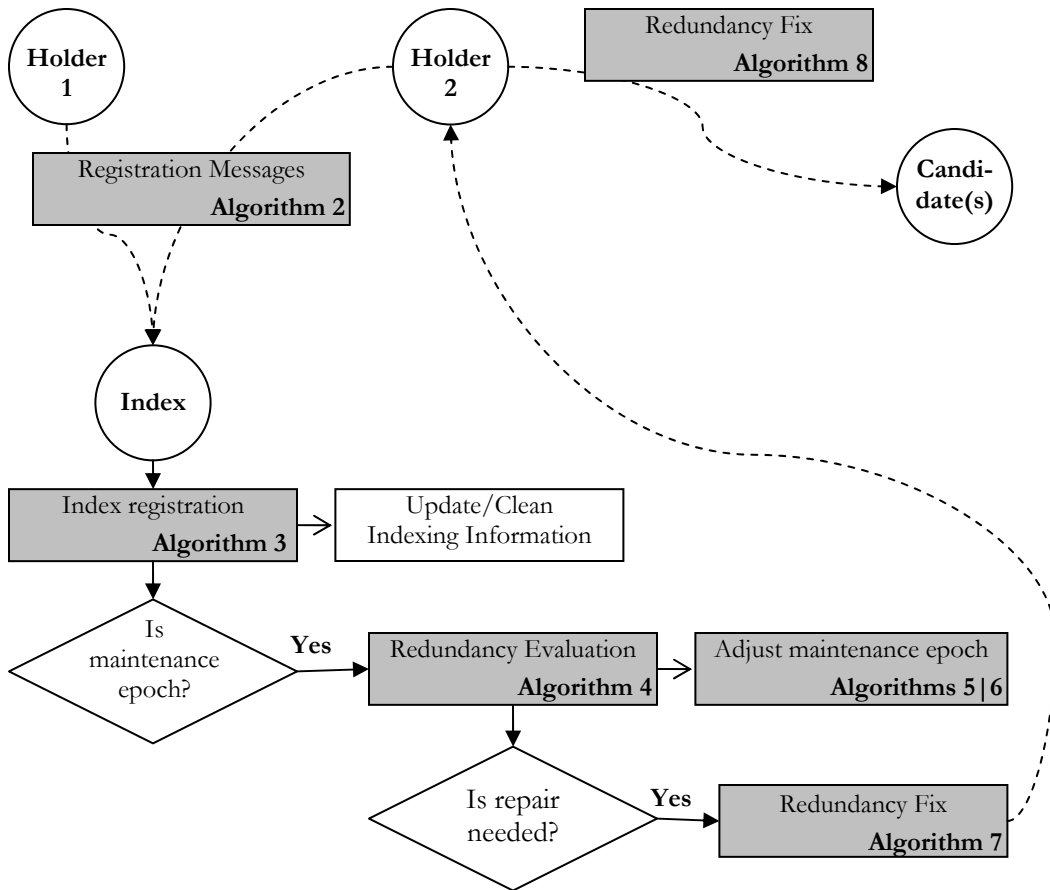 Holder
1
Holder
2
Redundancy Fix
Algorithm 8
Registration Messages
Algorithm 2
Candi-
date(s)
Index
Index registration
Algorithm 3
Update/Clean
Indexing Information
Is
maintenance
epoch?
Yes
Redundancy Evaluation
Algorithm 4
Adjust maintenance epoch
Algorithms 5|6
Is repair
needed?
Yes
Redundancy Fix
Algorithm 7